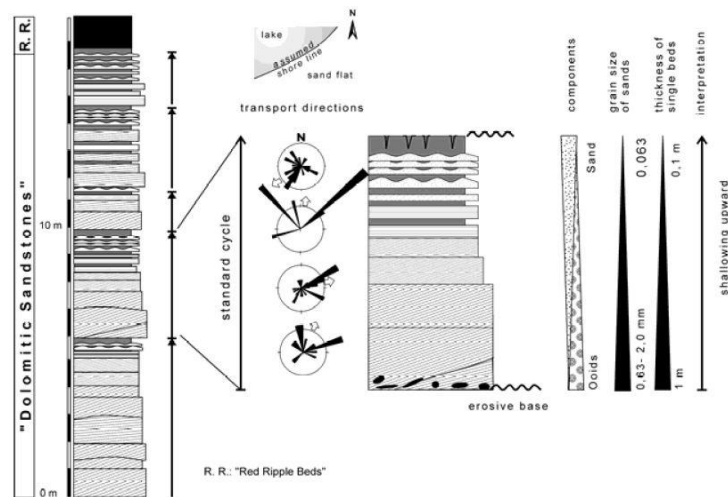 R. R.
"Dolomitic Sandstones"
10 m
0 m
lake
assumed
shore line
sand flat
N
transport directions
N
standard cycle
erosive base
R. R.: "Red Ripple Beds"
components
Sand
Ooids
grain size
of sands
0,063
0,63- 2,0 mm
thickness of
single beds
0,1 m
1 m
interpretation
shallowing upward